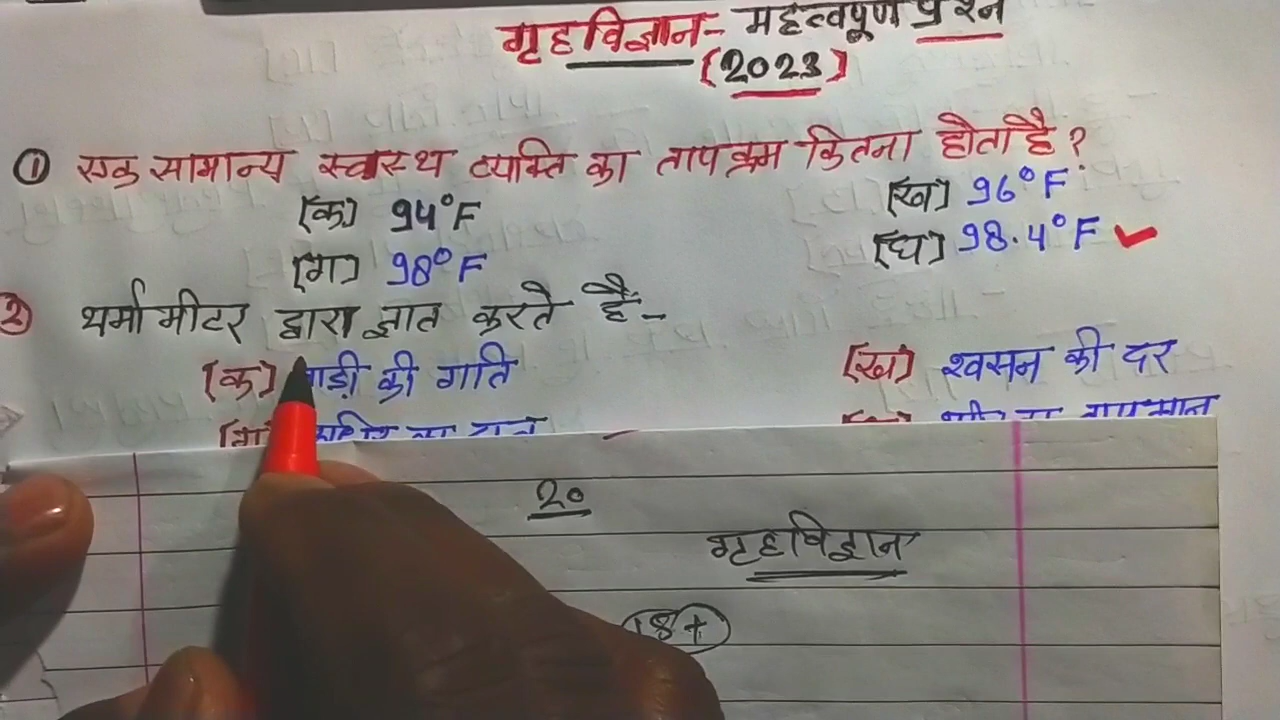 गृहविज्ञान- महत्वपूर्ण प्रश्न
(2023)
① एक सामान्य स्वास्थ व्यक्ति का तापक्रम कितना होता है ?
(क) 94°F (ख) 96°F
(ग) 98°F (घ) 98.4°F ✓
2 थर्मामीटर द्वारा ज्ञात करते हैं -
(क) नाड़ी की गति (ख) श्वसन की दर
20
गृहविज्ञान
18+